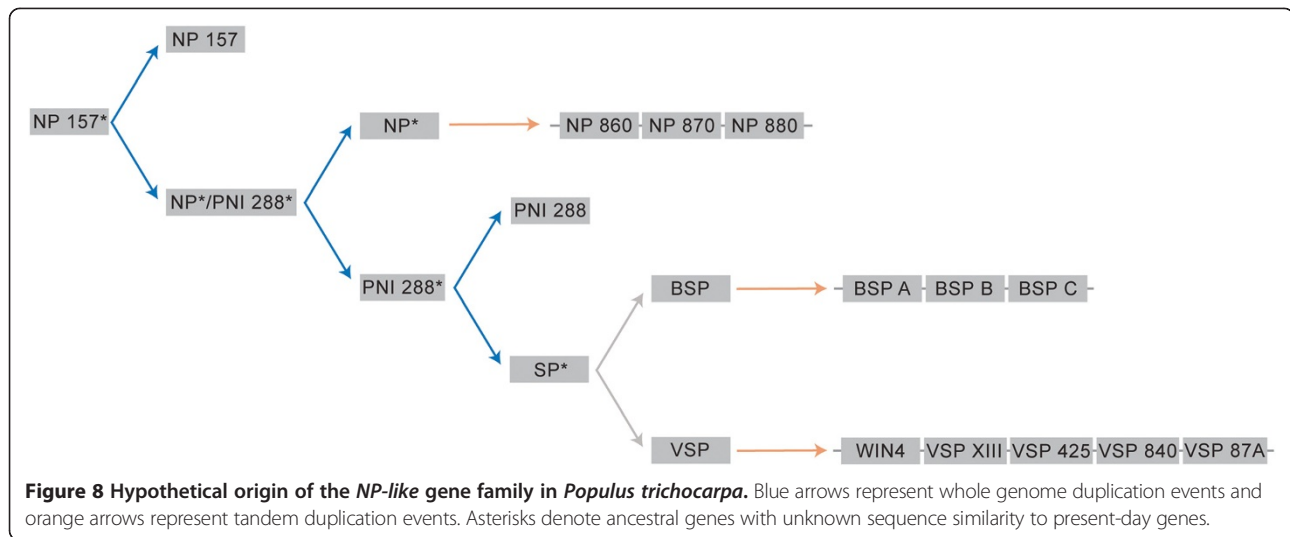 NP 157
NP 157*
NP* NP 860 NP 870 NP 880
NP*/PNI 288*
PNI 288
PNI 288*
BSP BSP A BSP B BSP C
SP*
VSP WIN4 VSP XIII VSP 425 VSP 840 VSP 87A
Figure 8 Hypothetical origin of the NP-like gene family in Populus trichocarpa. Blue arrows represent whole genome duplication events and
orange arrows represent tandem duplication events. Asterisks denote ancestral genes with unknown sequence similarity to present-day genes.